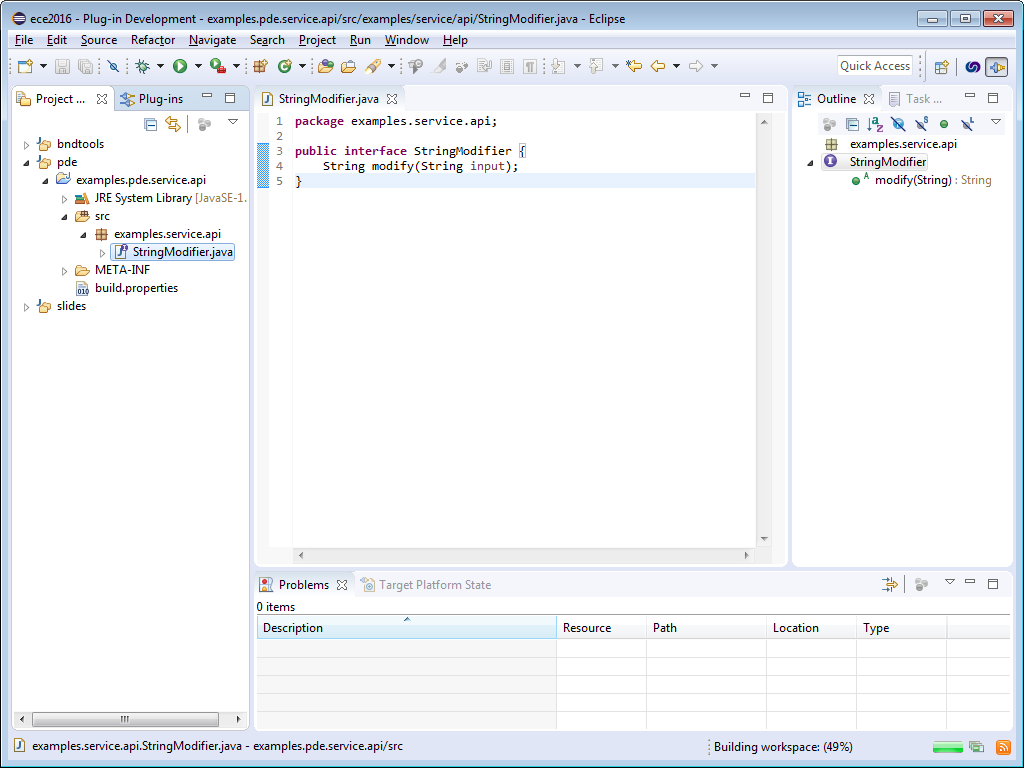 ece2016 - Plug-in Development - examples.pde.service.api/src/examples/service/api/StringModifier.java - Eclipse
File Edit Source Refactor Navigate Search Project Run Window Help
Quick Access
Project ...
Plug-ins
bndtools
pde
examples.pde.service.api
JRE System Library [JavaSE-1.
src
examples.service.api
StringModifier.java
META-INF
build.properties
slides
StringModifier.java
1 package examples.service.api;
2
3 public interface StringModifier {
4 String modify(String input);
5 }
Outline
Task ...
examples.service.api
StringModifier
modify(String) : String
Problems
Target Platform State
0 items
Description Resource Path Location Type
examples.service.api.StringModifier.java - examples.pde.service.api/src
Building workspace: (49%)